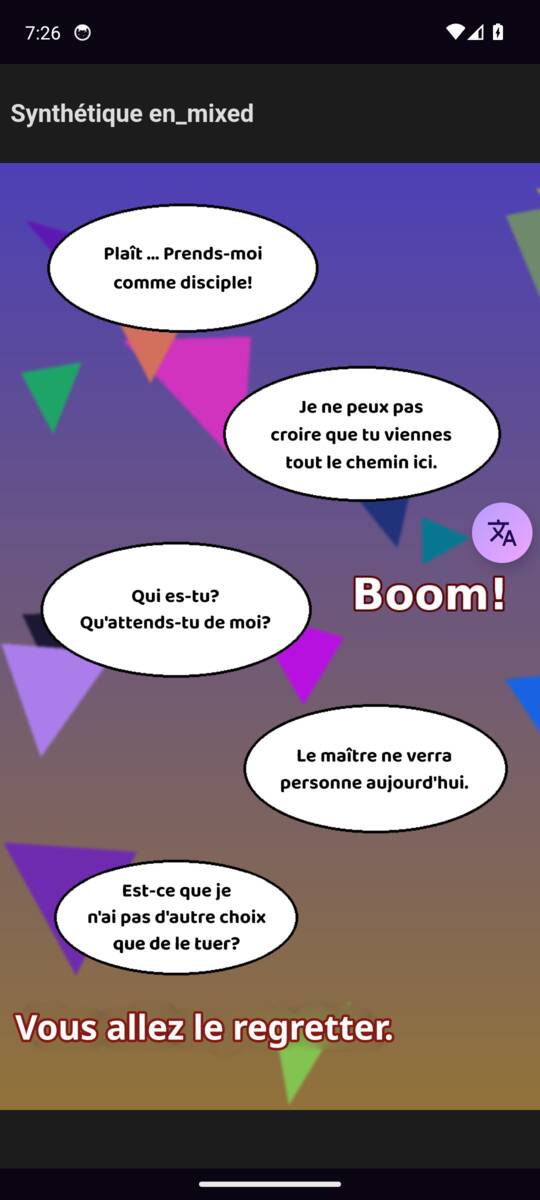 7:26
Synthétique en_mixed
Plaît ... Prends-moi
comme disciple!
Je ne peux pas
croire que tu viennes
tout le chemin ici.
Boom!
Qui es-tu?
Qu'attends-tu de moi?
Le maître ne verra
personne aujourd'hui.
Est-ce que je
n'ai pas d'autre choix
que de le tuer?
Vous allez le regretter.